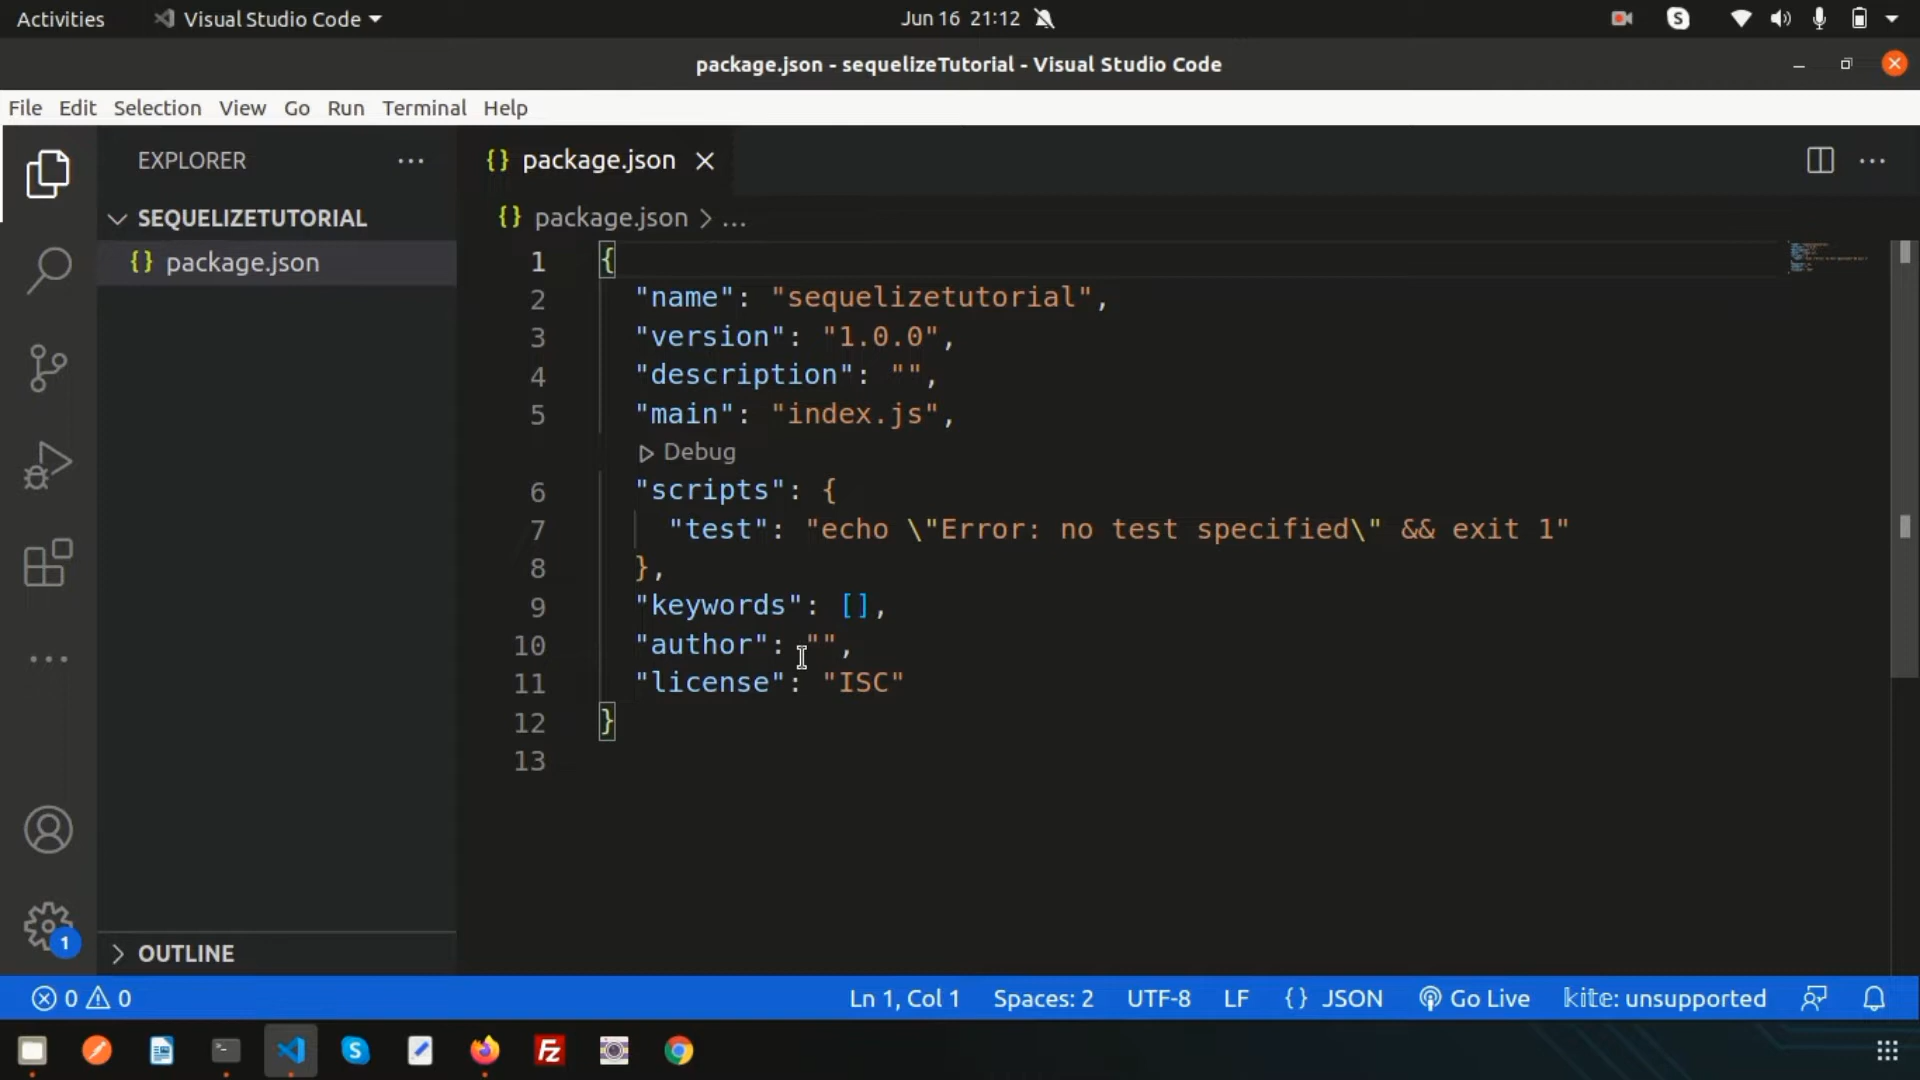 Activities Visual Studio Code Jun 16 21:12
package.json - sequelizeTutorial - Visual Studio Code
File Edit Selection View Go Run Terminal Help
EXPLORER ...
SEQUELIZETUTORIAL
{} package.json
{} package.json
{} package.json > ...
1 {
2 "name": "sequelizetutorial",
3 "version": "1.0.0",
4 "description": "",
5 "main": "index.js",
Debug
6 "scripts": {
7 "test": "echo \"Error: no test specified\" && exit 1"
8 },
9 "keywords": [],
10 "author": "",
11 "license": "ISC"
12 }
13
1
OUTLINE
0 0 Ln 1, Col 1 Spaces: 2 UTF-8 LF {} JSON Go Live kite: unsupported